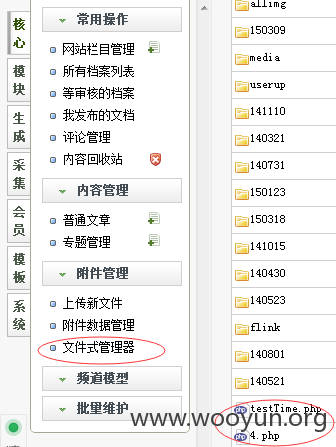 核心
模块
生成
采集
会员
模板
系统
常用操作
网站栏目管理
所有档案列表
等审核的档案
我发布的文档
评论管理
内容回收站
内容管理
普通文章
专题管理
附件管理
上传新文件
附件数据管理
文件式管理器
频道模型
批量维护
allimg
150309
media
userup
141110
140321
140731
150123
150318
141015
140430
140523
flink
140801
140521
testTime.php
4.php
www.wooyun.org